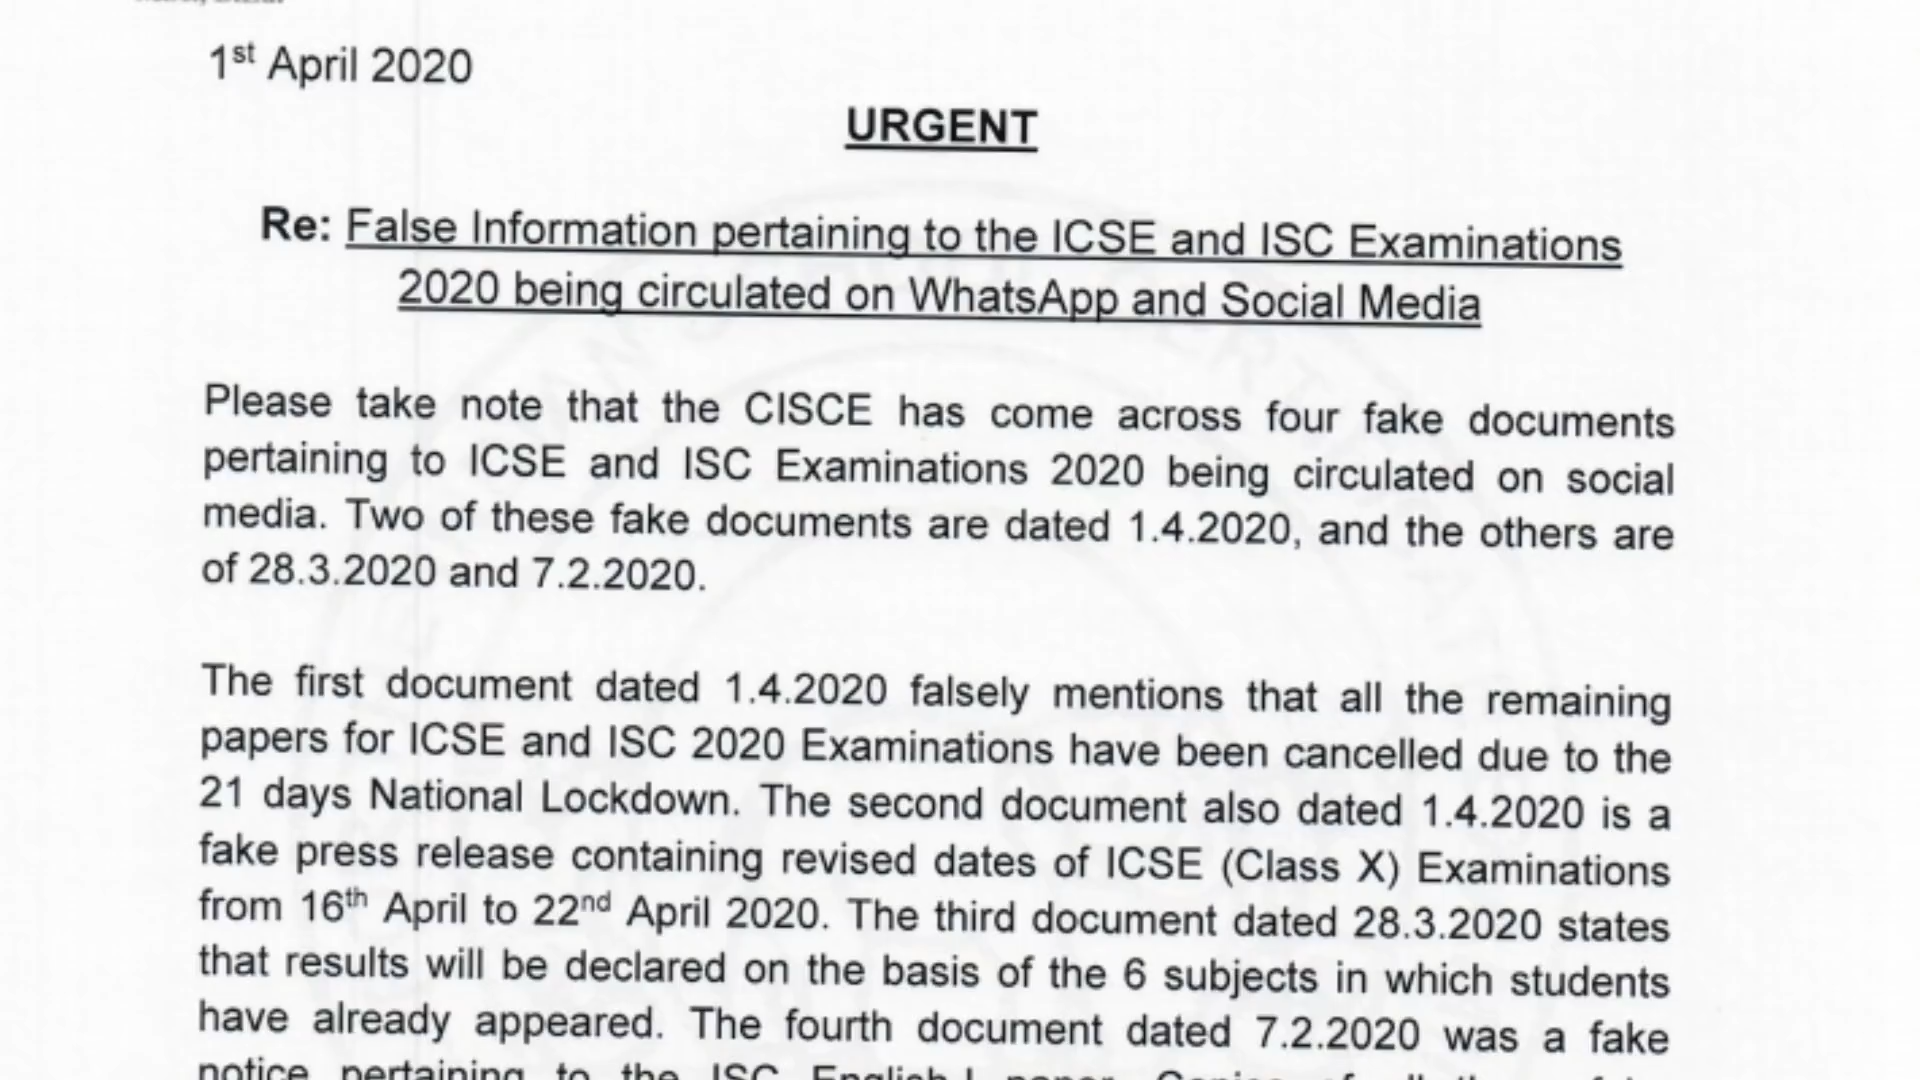 1st April 2020
URGENT
Re: False Information pertaining to the ICSE and ISC Examinations
2020 being circulated on WhatsApp and Social Media
Please take note that the CISCE has come across four fake documents
pertaining to ICSE and ISC Examinations 2020 being circulated on social
media. Two of these fake documents are dated 1.4.2020, and the others are
of 28.3.2020 and 7.2.2020.
The first document dated 1.4.2020 falsely mentions that all the remaining
papers for ICSE and ISC 2020 Examinations have been cancelled due to the
21 days National Lockdown. The second document also dated 1.4.2020 is a
fake press release containing revised dates of ICSE (Class X) Examinations
from 16th April to 22nd April 2020. The third document dated 28.3.2020 states
that results will be declared on the basis of the 6 subjects in which students
have already appeared. The fourth document dated 7.2.2020 was a fake
notice pertaining to the ISC English-I paper.